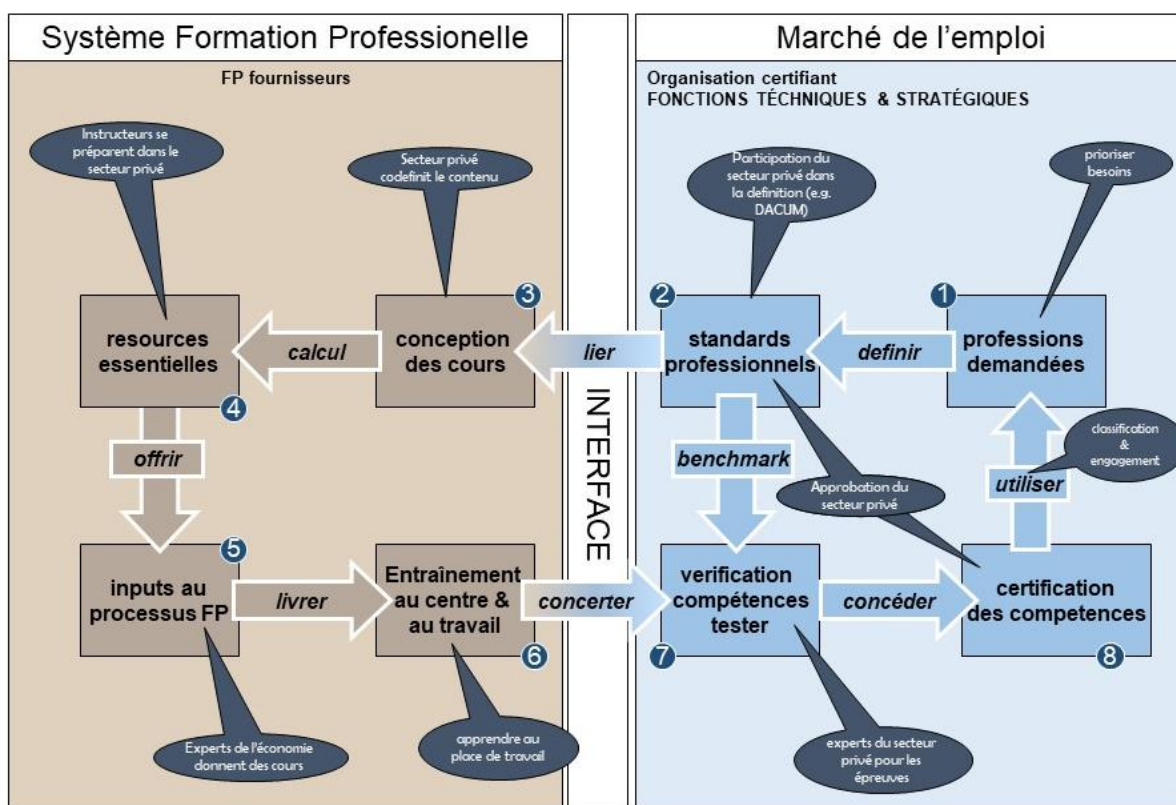 Système Formation Professionelle
FP fournisseurs
Instructeurs se
préparent dans le
secteur privé
Secteur privé
codefinit le contenu
3
resources
essentielles
calcul
conception
des cours
4
offrir
5
inputs au
processus FP
livrer
Entraînement
au centre &
au travail
6
Experts de l'économie
donnent des cours
apprendre au
place de travail
lier
INTERFACE
concerter
Marché de l'emploi
Organisation certifiant
FONCTIONS TÉCHNIQUES & STRATÉGIQUES
Participation du
secteur privé dans
la definition (e.g.
DACUM)
prioriser
besoins
2
1
standards
professionnels
definir
professions
demandées
benchmark
classification
&
engagement
utiliser
Approbation du
secteur privé
verification
compétences
tester
concéder
certification
des competences
7
8
experts du secteur
privé pour les
épreuves